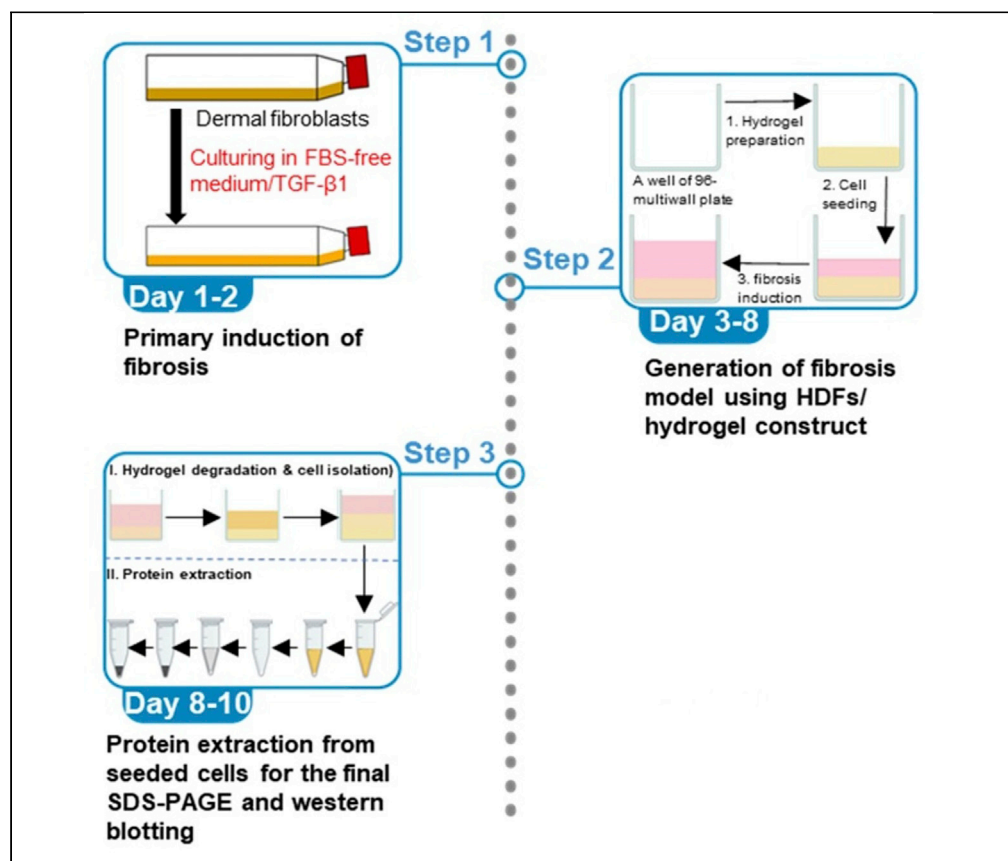 Step 1
Dermal fibroblasts
Culturing in FBS-free
medium/TGF-β1
Day 1-2
Primary induction of
fibrosis
Step 2
1. Hydrogel
preparation
A well of 96-
multiwall plate
2. Cell
seeding
3. fibrosis
induction
Day 3-8
Generation of fibrosis
model using HDFs/
hydrogel construct
Step 3
I. Hydrogel degradation & cell isolation)
II. Protein extraction
Day 8-10
Protein extraction from
seeded cells for the final
SDS-PAGE and western
blotting